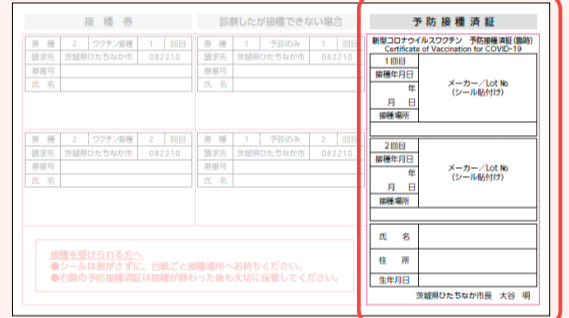 接種券
券種 2 ワクチン接種 1 回目
請求先 茨城県ひたちなか市 082210
券番号
氏名
券種 2 ワクチン接種 2 回目
請求先 茨城県ひたちなか市 082210
券番号
氏名
診察したが接種できない場合
券種 1 予診のみ 1 回目
請求先 茨城県ひたちなか市 082210
券番号
氏名
券種 1 予診のみ 2 回目
請求先 茨城県ひたちなか市 082210
券番号
氏名
接種を受けられる方へ
●シールは剝がさずに、台紙ごと接種場所へお持ちください。
●右側の予防接種済証は接種が終わった後も大切に保管してください。
予防接種済証
新型コロナウイルスワクチン 予防接種済証(臨時)
Certificate of Vaccination for COVID-19
1回目
接種年月日
年
月 日
接種場所
メーカー/Lot No.
(シール貼付け)
2回目
接種年月日
年
月 日
接種場所
メーカー/Lot No.
(シール貼付け)
氏名
住所
生年月日
茨城県ひたちなか市長 大谷 明